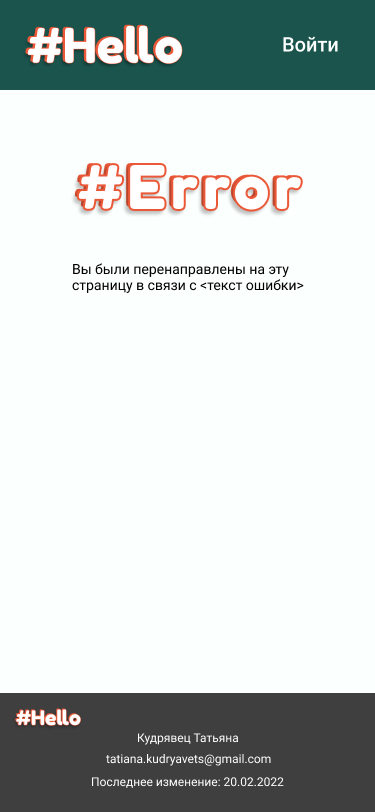 #Hello
Войти
#Error
Вы были перенаправлены на эту
страницу в связи с <текст ошибки>
#Hello
Кудрявец Татьяна
tatiana.kudryavets@gmail.com
Последнее изменение: 20.02.2022